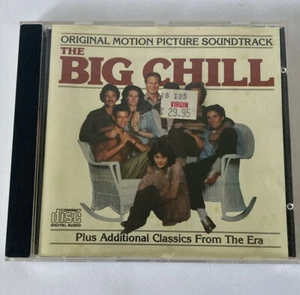 ORIGINAL MOTION PICTURE SOUNDTRACK
THE
BIG CHILL
VIRGIN
$29.95
COMPACT
disc
DIGITAL AUDIO
Plus Additional Classics From The Era